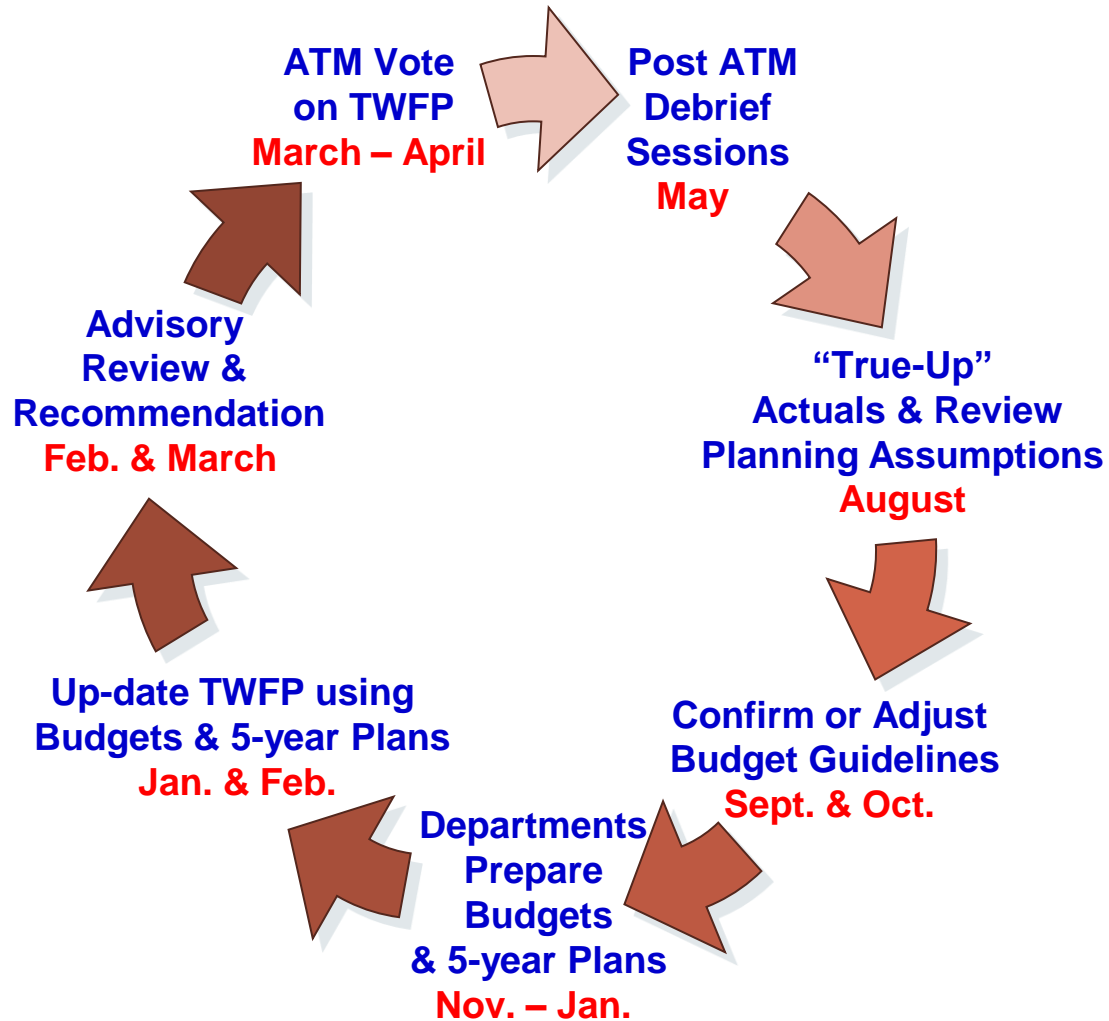 ATM Vote
on TWFP
March – April
Post ATM
Debrief
Sessions
May
“True-Up”
Actuals & Review
Planning Assumptions
August
Confirm or Adjust
Budget Guidelines
Sept. & Oct.
Departments
Prepare
Budgets
& 5-year Plans
Nov. – Jan.
Up-date TWFP using
Budgets & 5-year Plans
Jan. & Feb.
Advisory
Review &
Recommendation
Feb. & March